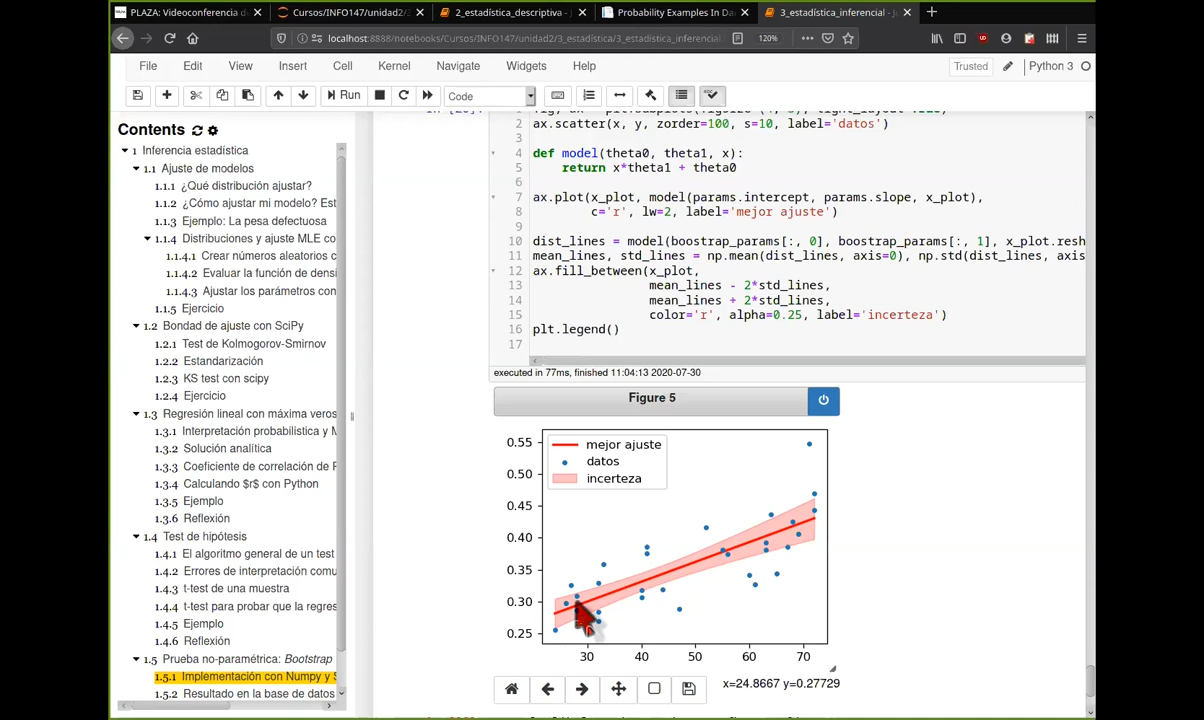 PLAZA: Videoconferencia d
Cursos/INFO147/unidad2/
2_estadística_descriptiva - J
Probability Examples In Da
3_estadística_inferencial - J
localhost:8888/notebooks/Cursos/INFO147/unidad2/3_estadística/3_estadística_inferencial
120%
File Edit View Insert Cell Kernel Navigate Widgets Help
Trusted
Python 3
Run
Code
Contents
1 Inferencia estadística
1.1 Ajuste de modelos
1.1.1 ¿Qué distribución ajustar?
1.1.2 ¿Cómo ajustar mi modelo? Est
1.1.3 Ejemplo: La pesa defectuosa
1.1.4 Distribuciones y ajuste MLE co
1.1.4.1 Crear números aleatorios c
1.1.4.2 Evaluar la función de densi
1.1.4.3 Ajustar los parámetros con
1.1.5 Ejercicio
1.2 Bondad de ajuste con SciPy
1.2.1 Test de Kolmogorov-Smirnov
1.2.2 Estandarización
1.2.3 KS test con scipy
1.2.4 Ejercicio
1.3 Regresión lineal con máxima veros
1.3.1 Interpretación probabilistica y M
1.3.2 Solución analítica
1.3.3 Coeficiente de correlación de P
1.3.4 Calculando $r$ con Python
1.3.5 Ejemplo
1.3.6 Reflexión
1.4 Test de hipótesis
1.4.1 El algoritmo general de un test
1.4.2 Errores de interpretación comu
1.4.3 t-test de una muestra
1.4.4 t-test para probar que la regres
1.4.5 Ejemplo
1.4.6 Reflexión
1.5 Prueba no-paramétrica: Bootstrap
1.5.1 Implementación con Numpy y S
1.5.2 Resultado en la base de datos
2 ax.scatter(x, y, zorder=100, s=10, label='datos')
3
4 def model(theta0, theta1, x):
5 return x*theta1 + theta0
6
7 ax.plot(x_plot, model(params.intercept, params.slope, x_plot),
8 c='r', lw=2, label='mejor ajuste')
9
10 dist_lines = model(boostrap_params[:, 0], boostrap_params[:, 1], x_plot.resh
11 mean_lines, std_lines = np.mean(dist_lines, axis=0), np.std(dist_lines, axis
12 ax.fill_between(x_plot,
13 mean_lines - 2*std_lines,
14 mean_lines + 2*std_lines,
15 color='r', alpha=0.25, label='incerteza')
16 plt.legend()
17
executed in 77ms, finished 11:04:13 2020-07-30
Figure 5
mejor ajuste
datos
incerteza
0.55
0.50
0.45
0.40
0.35
0.30
0.25
30 40 50 60 70
x=24.8667 y=0.27729